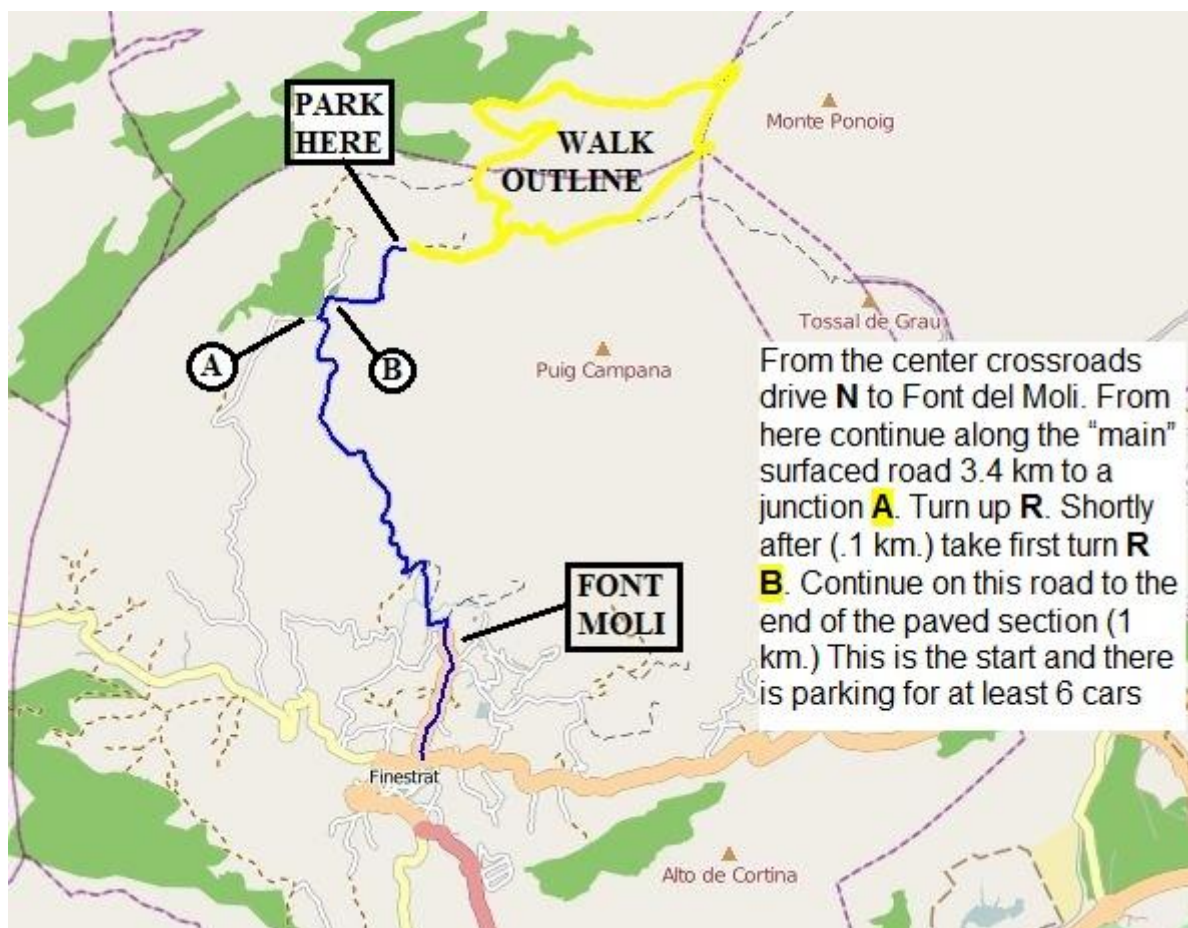 PARK
HERE
WALK
OUTLINE
Monte Ponoig
Tossal de Grau
A
B
Puig Campana
From the center crossroads
drive N to Font del Moli. From
here continue along the “main”
surfaced road 3.4 km to a
junction A. Turn up R. Shortly
after (.1 km.) take first turn R
B. Continue on this road to the
end of the paved section (1
km.) This is the start and there
is parking for at least 6 cars
FONT
MOLI
Finestrat
Alto de Cortina